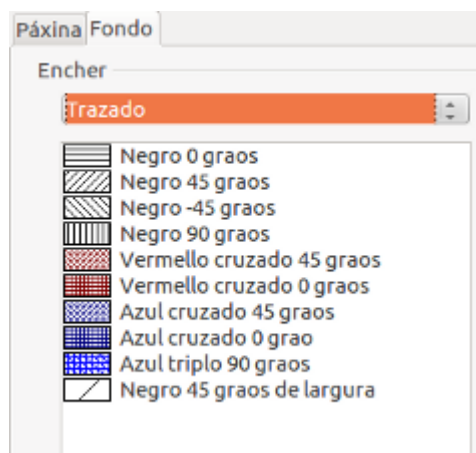 Páxina Fondo
Encher
Trazado
Negro 0 graos
Negro 45 graos
Negro -45 graos
Negro 90 graos
Vermello cruzado 45 graos
Vermello cruzado 0 graos
Azul cruzado 45 graos
Azul cruzado 0 grao
Azul triplo 90 graos
Negro 45 graos de largura